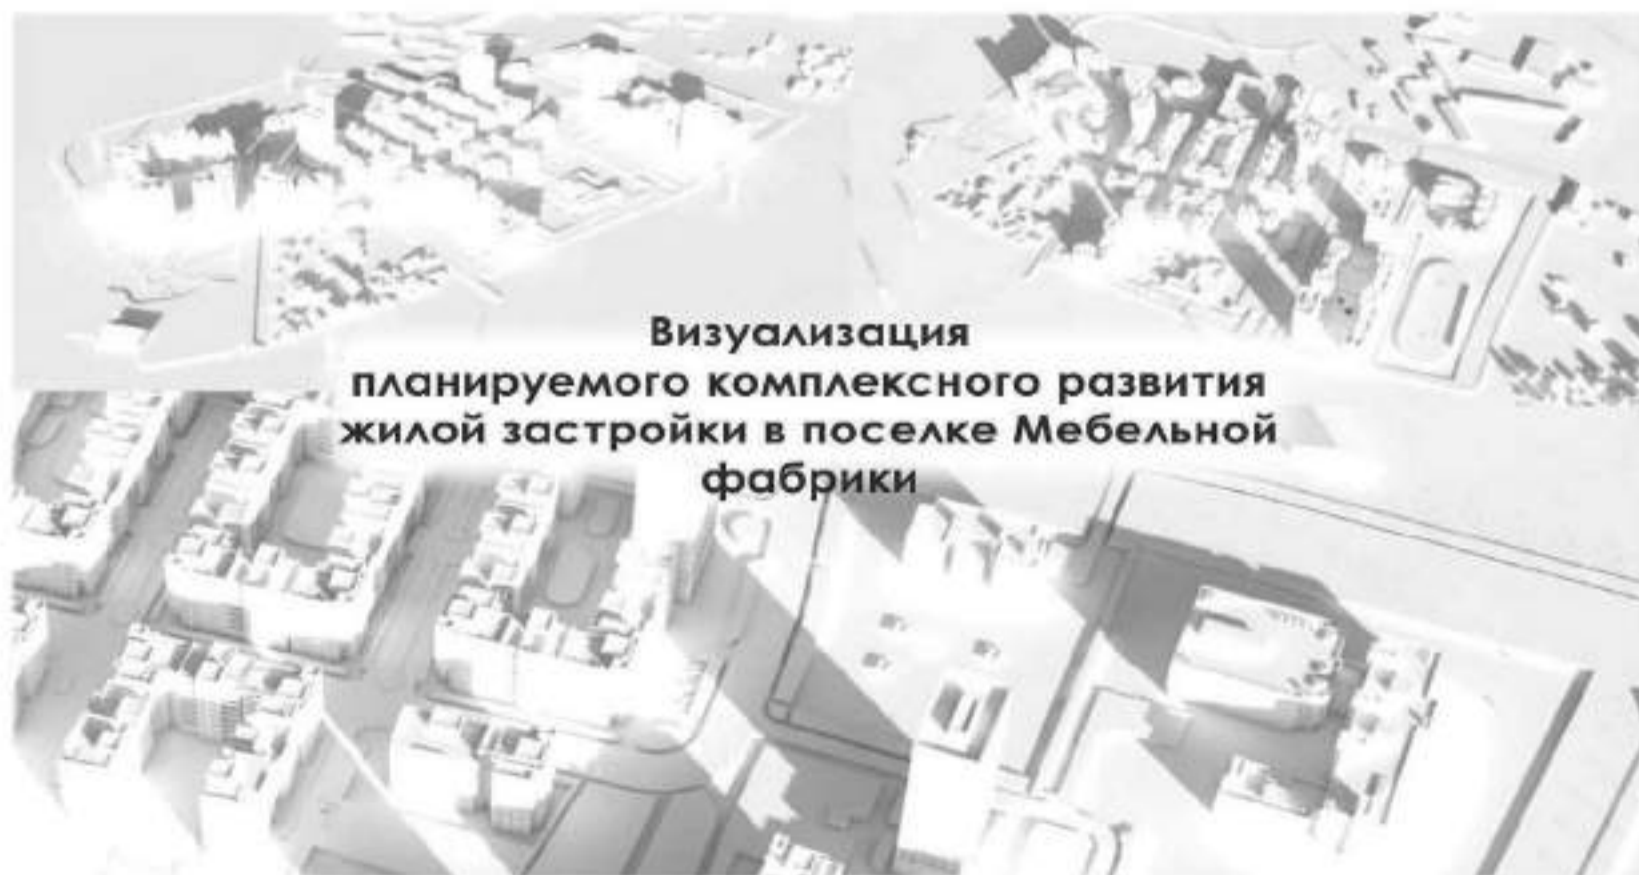 Визуализация
планируемого комплексного развития
жилой застройки в поселке Мебельной
фабрики